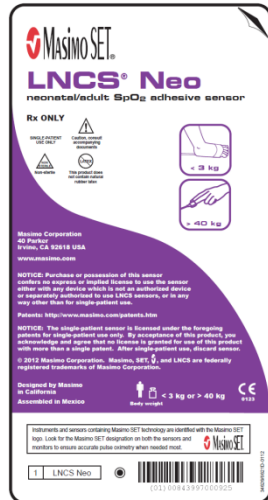 Masimo SET®
LNCS® Neo
neonatal/adult SpO2 adhesive sensor
Rx ONLY
SINGLE-PATIENT
USE ONLY
Caution, consult
accompanying
documents
LATEX
Non-sterile
This product does
not contain natural
rubber latex
< 3 kg
> 40 kg
Masimo Corporation
40 Parker
Irvine, CA 92618 USA
www.masimo.com
NOTICE: Purchase or possession of this sensor
confers no express or implied license to use the sensor
either with any device which is not an authorized device
or separately authorized to use LNCS sensors, or in any
way other than for single-patient use.
Patents: http://www.masimo.com/patents.htm
NOTICE: The single-patient sensor is licensed under the foregoing
patents for single-patient use only. By acceptance of this product, you
acknowledge and agree that no license is granted for use of this product
with more than a single patient. After single-patient use, discard sensor.
© 2012 Masimo Corporation. Masimo, SET, and LNCS are federally
registered trademarks of Masimo Corporation.
Designed by Masimo
in California
Assembled in Mexico
< 3 kg or > 40 kg
Body weight
CE
0123
Instruments and sensors containing Masimo SET technology are identified with the Masimo SET
logo. Look for the Masimo SET designation on both the sensors and
monitors to ensure accurate pulse oximetry when needed most.
Masimo SET
1 LNCS Neo
(01)00843997000925